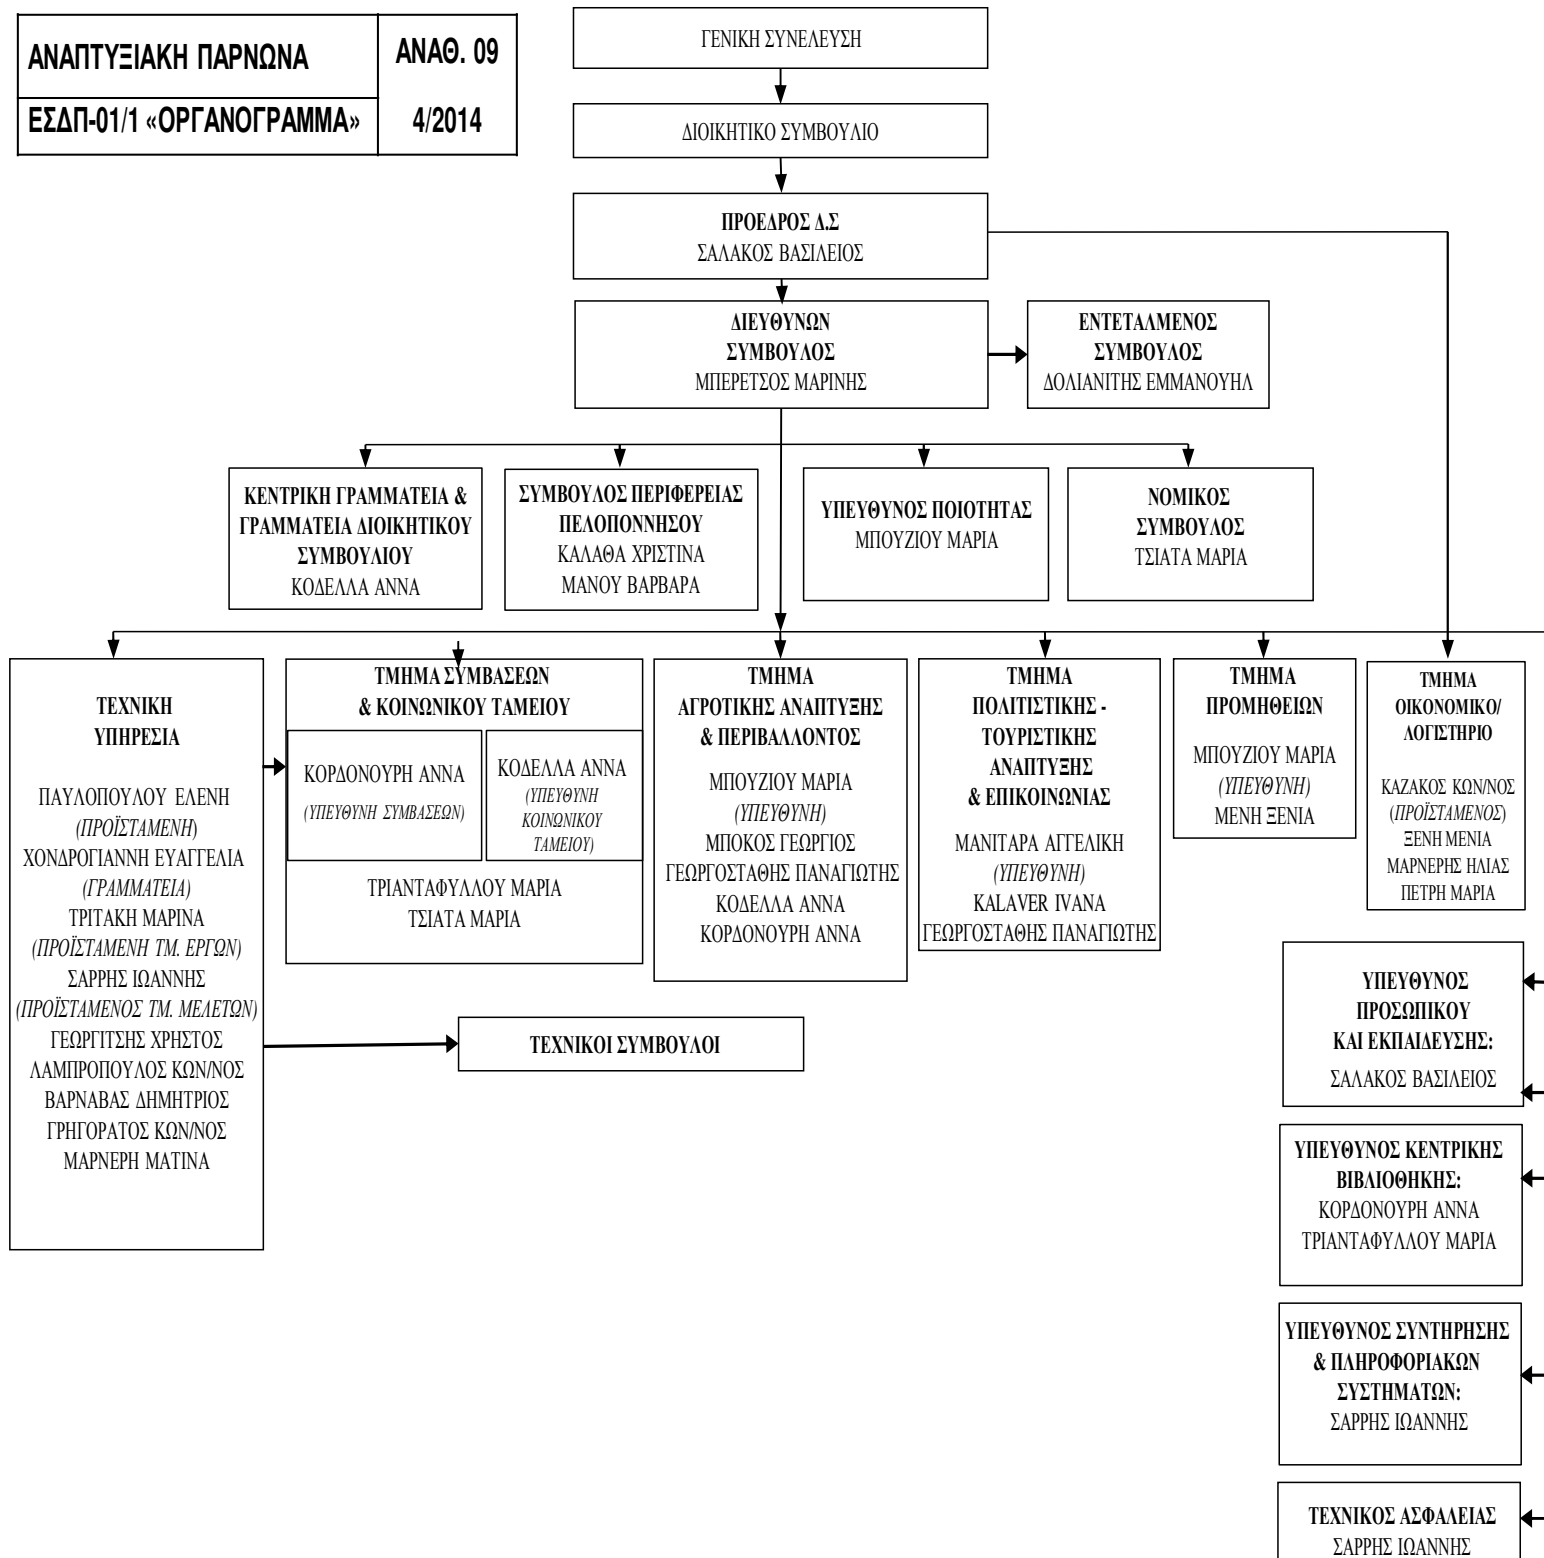 ΑΝΑΠΤΥΞΙΑΚΗ ΠΑΡΝΩΝΑ
ΑΝΑΘ. 09
ΕΣΔΠ-01/1 «ΟΡΓΑΝΟΓΡΑΜΜΑ»
4/2014
ΓΕΝΙΚΗ ΣΥΝΕΛΕΥΣΗ
ΔΙΟΙΚΗΤΙΚΟ ΣΥΜΒΟΥΛΙΟ
ΠΡΟΕΔΡΟΣ Δ.Σ
ΣΑΛΑΚΟΣ ΒΑΣΙΛΕΙΟΣ
ΔΙΕΥΘΥΝΩΝ
ΣΥΜΒΟΥΛΟΣ
ΜΠΕΡΕΤΣΟΣ ΜΑΡΙΝΗΣ
ΕΝΤΕΤΑΛΜΕΝΟΣ
ΣΥΜΒΟΥΛΟΣ
ΔΟΛΙΑΝΙΤΗΣ ΕΜΜΑΝΟΥΗΛ
ΚΕΝΤΡΙΚΗ ΓΡΑΜΜΑΤΕΙΑ &
ΓΡΑΜΜΑΤΕΙΑ ΔΙΟΙΚΗΤΙΚΟΥ
ΣΥΜΒΟΥΛΙΟΥ
ΚΟΔΕΛΛΑ ΑΝΝΑ
ΣΥΜΒΟΥΛΟΣ ΠΕΡΙΦΕΡΕΙΑΣ
ΠΕΛΟΠΟΝΝΗΣΟΥ
ΚΑΛΑΘΑ ΧΡΙΣΤΙΝΑ
ΜΑΝΟΥ ΒΑΡΒΑΡΑ
ΥΠΕΥΘΥΝΟΣ ΠΟΙΟΤΗΤΑΣ
ΜΠΟΥΖΙΟΥ ΜΑΡΙΑ
ΝΟΜΙΚΟΣ
ΣΥΜΒΟΥΛΟΣ
ΤΣΙΑΤΑ ΜΑΡΙΑ
ΤΕΧΝΙΚΗ
ΥΠΗΡΕΣΙΑ
ΠΑΥΛΟΠΟΥΛΟΥ ΕΛΕΝΗ
(ΠΡΟΪΣΤΑΜΕΝΗ)
ΧΟΝΔΡΟΓΙΑΝΝΗ ΕΥΑΓΓΕΛΙΑ
(ΓΡΑΜΜΑΤΕΙΑ)
ΤΡΙΤΑΚΗ ΜΑΡΙΝΑ
(ΠΡΟΪΣΤΑΜΕΝΗ ΤΜ. ΕΡΓΩΝ)
ΣΑΡΡΗΣ ΙΩΑΝΝΗΣ
(ΠΡΟΪΣΤΑΜΕΝΟΣ ΤΜ. ΜΕΛΕΤΩΝ)
ΓΕΩΡΓΙΤΣΗΣ ΧΡΗΣΤΟΣ
ΛΑΜΠΡΟΠΟΥΛΟΣ ΚΩΝ/ΝΟΣ
ΒΑΡΝΑΒΑΣ ΔΗΜΗΤΡΙΟΣ
ΓΡΗΓΟΡΑΤΟΣ ΚΩΝ/ΝΟΣ
ΜΑΡΝΕΡΗ ΜΑΤΙΝΑ
ΤΜΗΜΑ ΣΥΜΒΑΣΕΩΝ
& ΚΟΙΝΩΝΙΚΟΥ ΤΑΜΕΙΟΥ
ΚΟΡΔΟΝΟΥΡΗ ΑΝΝΑ
(ΥΠΕΥΘΥΝΗ ΣΥΜΒΑΣΕΩΝ)
ΚΟΔΕΛΛΑ ΑΝΝΑ
(ΥΠΕΥΘΥΝΗ
ΚΟΙΝΩΝΙΚΟΥ
ΤΑΜΕΙΟΥ)
ΤΡΙΑΝΤΑΦΥΛΛΟΥ ΜΑΡΙΑ
ΤΣΙΑΤΑ ΜΑΡΙΑ
ΤΜΗΜΑ
ΑΓΡΟΤΙΚΗΣ ΑΝΑΠΤΥΞΗΣ
& ΠΕΡΙΒΑΛΛΟΝΤΟΣ
ΜΠΟΥΖΙΟΥ ΜΑΡΙΑ
(ΥΠΕΥΘΥΝΗ)
ΜΠΟΚΟΣ ΓΕΩΡΓΙΟΣ
ΓΕΩΡΓΟΣΤΑΘΗΣ ΠΑΝΑΓΙΩΤΗΣ
ΚΟΔΕΛΛΑ ΑΝΝΑ
ΚΟΡΔΟΝΟΥΡΗ ΑΝΝΑ
ΤΜΗΜΑ
ΠΟΛΙΤΙΣΤΙΚΗΣ -
ΤΟΥΡΙΣΤΙΚΗΣ
ΑΝΑΠΤΥΞΗΣ
& ΕΠΙΚΟΙΝΩΝΙΑΣ
ΜΑΝΙΤΑΡΑ ΑΓΓΕΛΙΚΗ
(ΥΠΕΥΘΥΝΗ)
KALAVER IVANA
ΓΕΩΡΓΟΣΤΑΘΗΣ ΠΑΝΑΓΙΩΤΗΣ
ΤΜΗΜΑ
ΠΡΟΜΗΘΕΙΩΝ
ΜΠΟΥΖΙΟΥ ΜΑΡΙΑ
(ΥΠΕΥΘΥΝΗ)
ΜΕΝΗ ΞΕΝΙΑ
ΤΜΗΜΑ
ΟΙΚΟΝΟΜΙΚΟ/
ΛΟΓΙΣΤΗΡΙΟ
ΚΑΖΑΚΟΣ ΚΩΝ/ΝΟΣ
(ΠΡΟΪΣΤΑΜΕΝΟΣ)
ΞΕΝΗ ΜΕΝΙΑ
ΜΑΡΝΕΡΗΣ ΗΛΙΑΣ
ΠΕΤΡΗ ΜΑΡΙΑ
ΤΕΧΝΙΚΟΙ ΣΥΜΒΟΥΛΟΙ
ΥΠΕΥΘΥΝΟΣ
ΠΡΟΣΩΠΙΚΟΥ
ΚΑΙ ΕΚΠΑΙΔΕΥΣΗΣ:
ΣΑΛΑΚΟΣ ΒΑΣΙΛΕΙΟΣ
ΥΠΕΥΘΥΝΟΣ ΚΕΝΤΡΙΚΗΣ
ΒΙΒΛΙΟΘΗΚΗΣ:
ΚΟΡΔΟΝΟΥΡΗ ΑΝΝΑ
ΤΡΙΑΝΤΑΦΥΛΛΟΥ ΜΑΡΙΑ
ΥΠΕΥΘΥΝΟΣ ΣΥΝΤΗΡΗΣΗΣ
& ΠΛΗΡΟΦΟΡΙΑΚΩΝ
ΣΥΣΤΗΜΑΤΩΝ:
ΣΑΡΡΗΣ ΙΩΑΝΝΗΣ
ΤΕΧΝΙΚΟΣ ΑΣΦΑΛΕΙΑΣ
ΣΑΡΡΗΣ ΙΩΑΝΝΗΣ